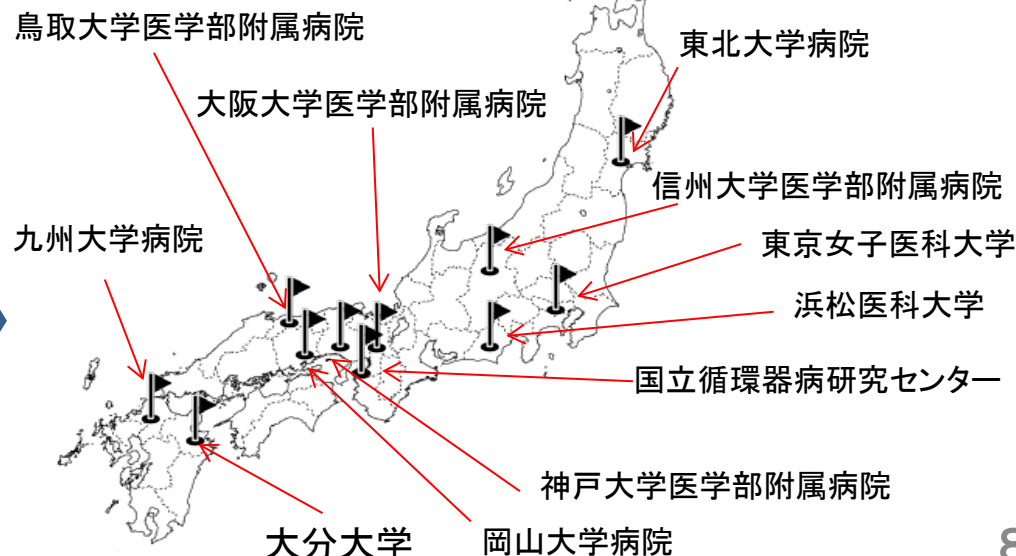 鳥取大学医学部附属病院
東北大学病院
大阪大学医学部附属病院
信州大学医学部附属病院
九州大学病院
東京女子医科大学
浜松医科大学
国立循環器病研究センター
神戸大学医学部附属病院
大分大学
岡山大学病院